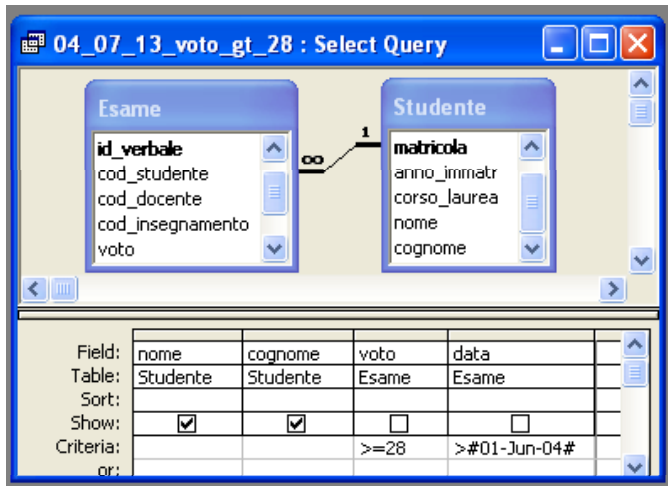 04_07_13_voto_gt_28 : Select Query
Esame
id_verbale
cod_studente
cod_docente
cod_insegnamento
voto
∞
1
Studente
matricola
anno_immatr
corso_laurea
nome
cognome
Field: nome cognome voto data
Table: Studente Studente Esame Esame
Sort:
Show:
Criteria: >=28 >#01-Jun-04#
or: